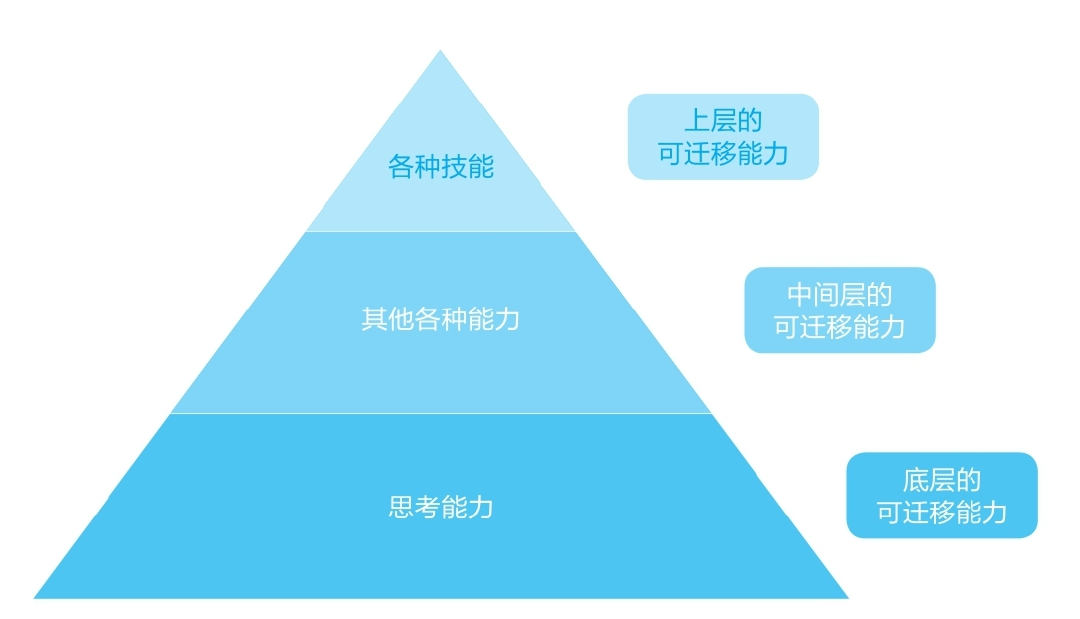 各种技能
上层的
可迁移能力
其他各种能力
中间层的
可迁移能力
思考能力
底层的
可迁移能力